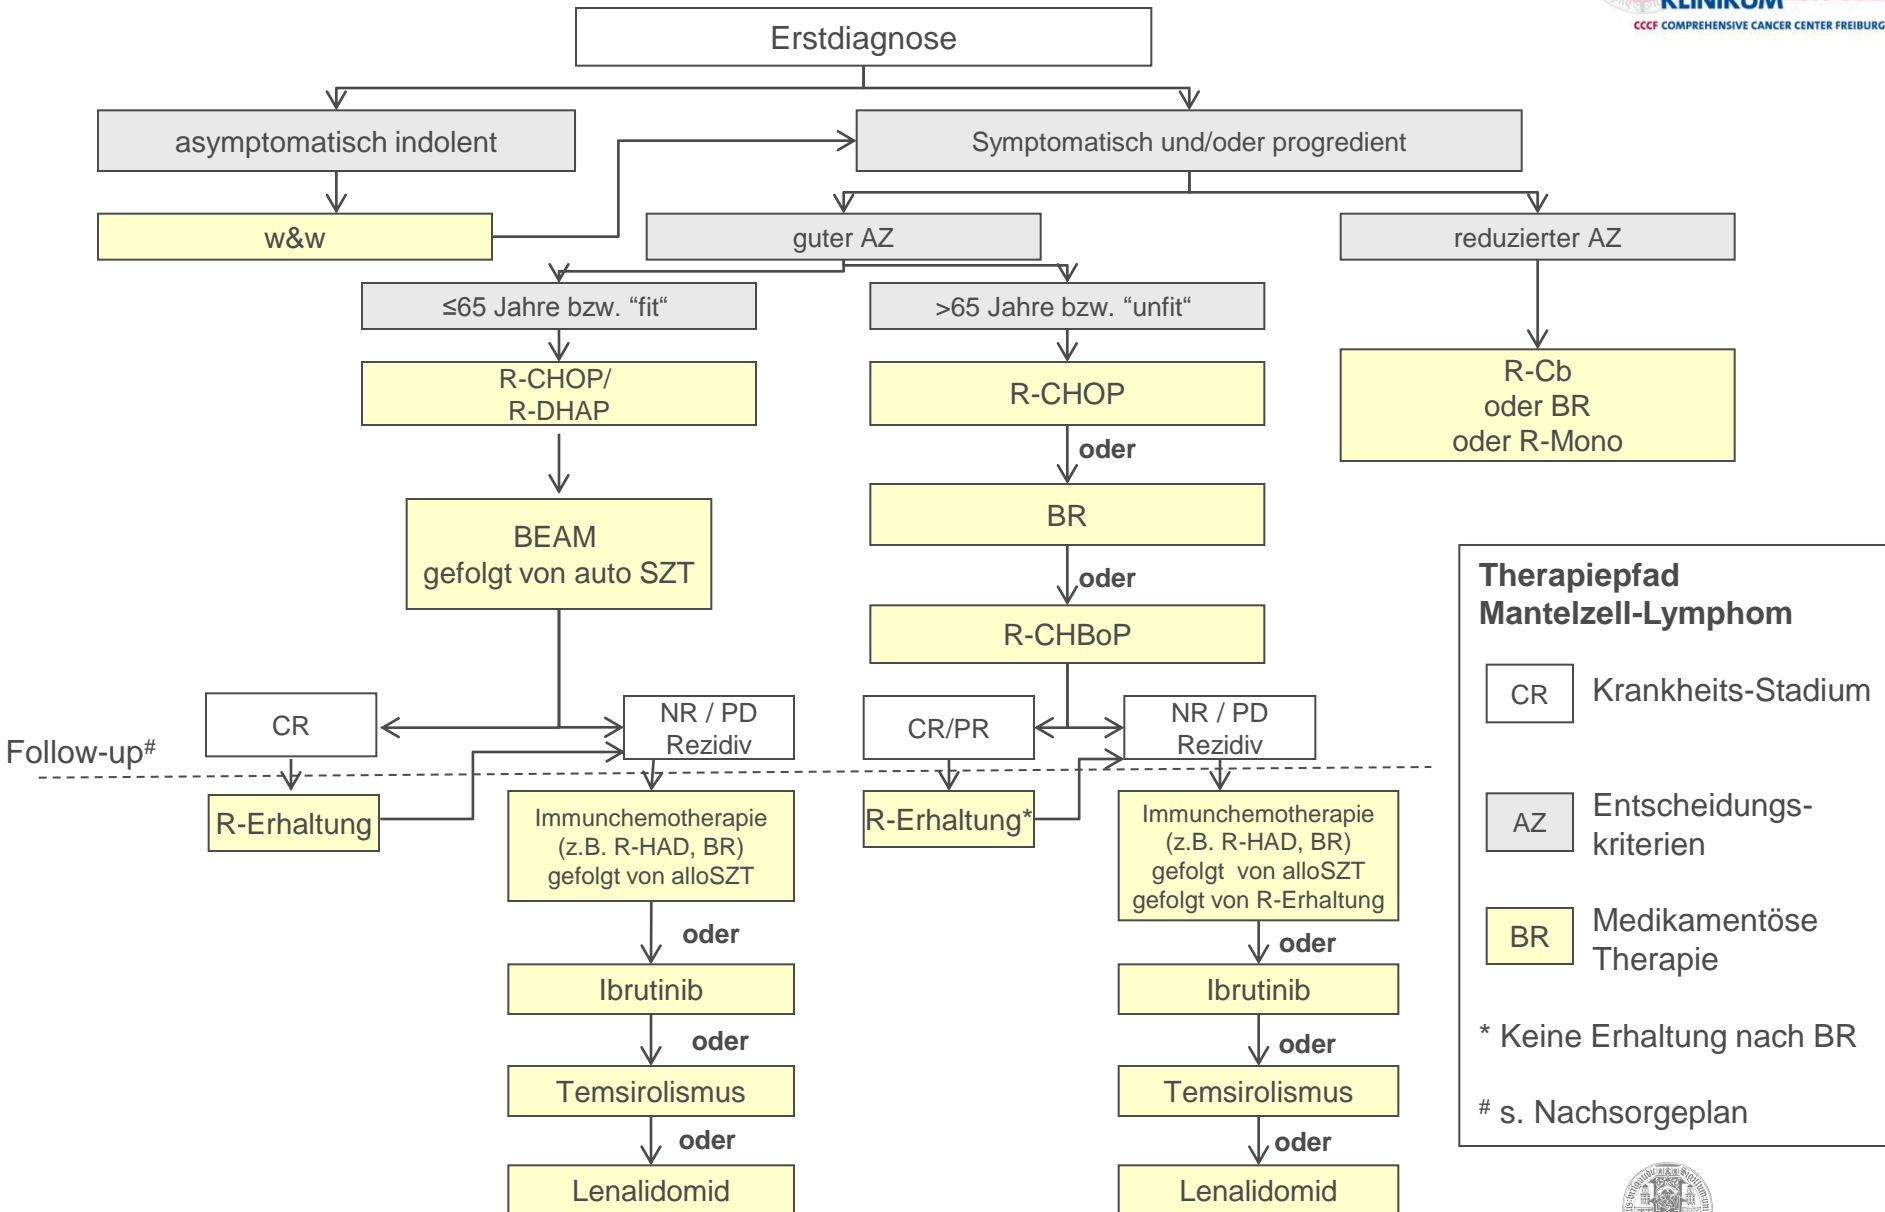 KLINIKUM
CCCF COMPREHENSIVE CANCER CENTER FREIBURG
Erstdiagnose
asymptomatisch indolent
Symptomatisch und/oder progredient
w&w
guter AZ
reduzierter AZ
≤65 Jahre bzw. “fit“
>65 Jahre bzw. “unfit“
R-CHOP/
R-DHAP
R-CHOP
R-Cb
oder BR
oder R-Mono
oder
BEAM
gefolgt von auto SZT
BR
oder
R-CHBoP
CR
NR / PD
Rezidiv
CR/PR
NR / PD
Rezidiv
Follow-up#
R-Erhaltung
Immunchemotherapie
(z.B. R-HAD, BR)
gefolgt von alloSZT
R-Erhaltung*
Immunchemotherapie
(z.B. R-HAD, BR)
gefolgt von alloSZT
gefolgt von R-Erhaltung
oder
oder
Ibrutinib
Ibrutinib
oder
oder
Temsirolismus
Temsirolismus
oder
oder
Lenalidomid
Lenalidomid
Therapiepfad
Mantelzell-Lymphom
CR
Krankheits-Stadium
AZ
Entscheidungs-
kriterien
BR
Medikamentöse
Therapie
* Keine Erhaltung nach BR
# s. Nachsorgeplan